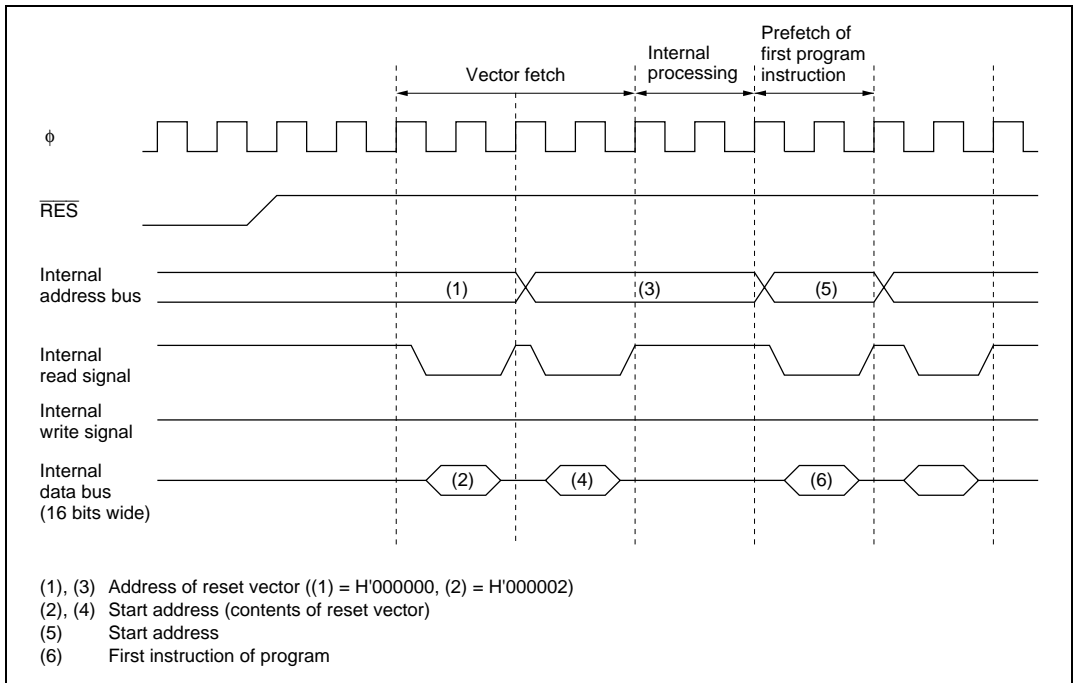 Prefetch of
first program
instruction
Internal
processing
Vector fetch
φ
RES
Internal
address bus
(1)
(3)
(5)
Internal
read signal
Internal
write signal
Internal
data bus
(16 bits wide)
(2)
(4)
(6)
(1), (3) Address of reset vector ((1) = H'000000, (2) = H'000002)
(2), (4) Start address (contents of reset vector)
(5) Start address
(6) First instruction of program